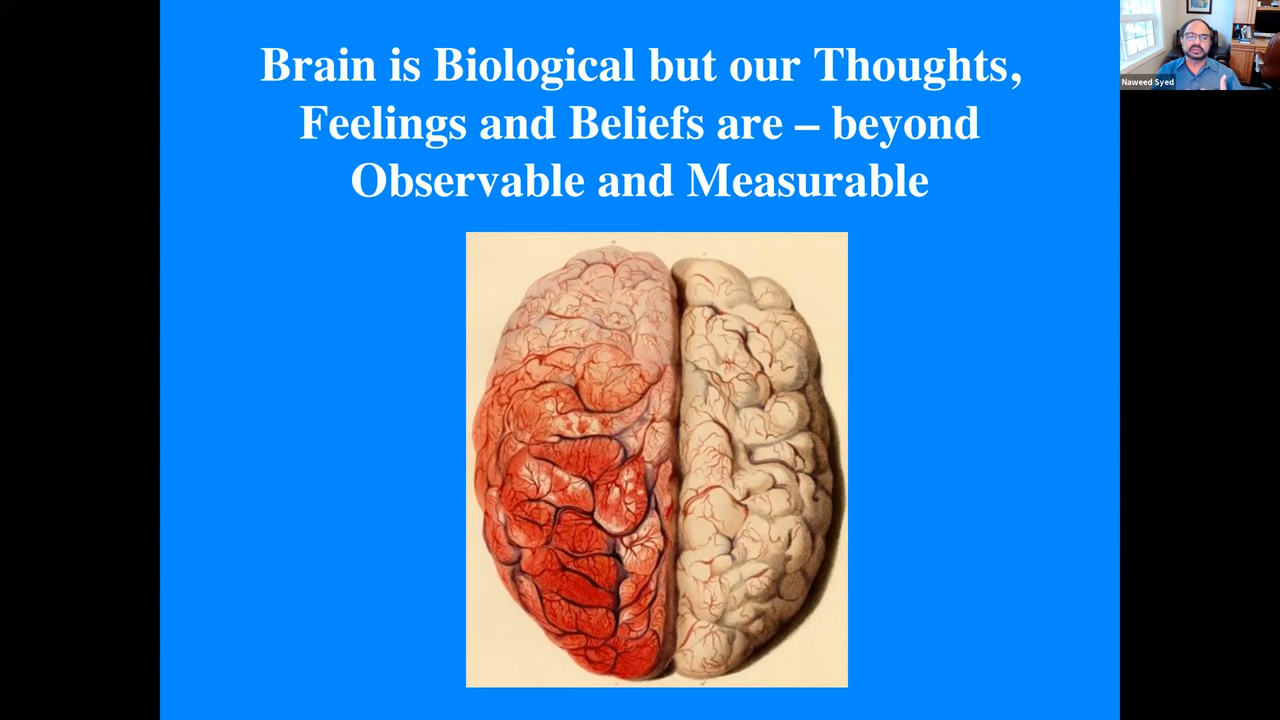 Brain is Biological but our Thoughts,
Feelings and Beliefs are – beyond
Observable and Measurable
Naweed Syed